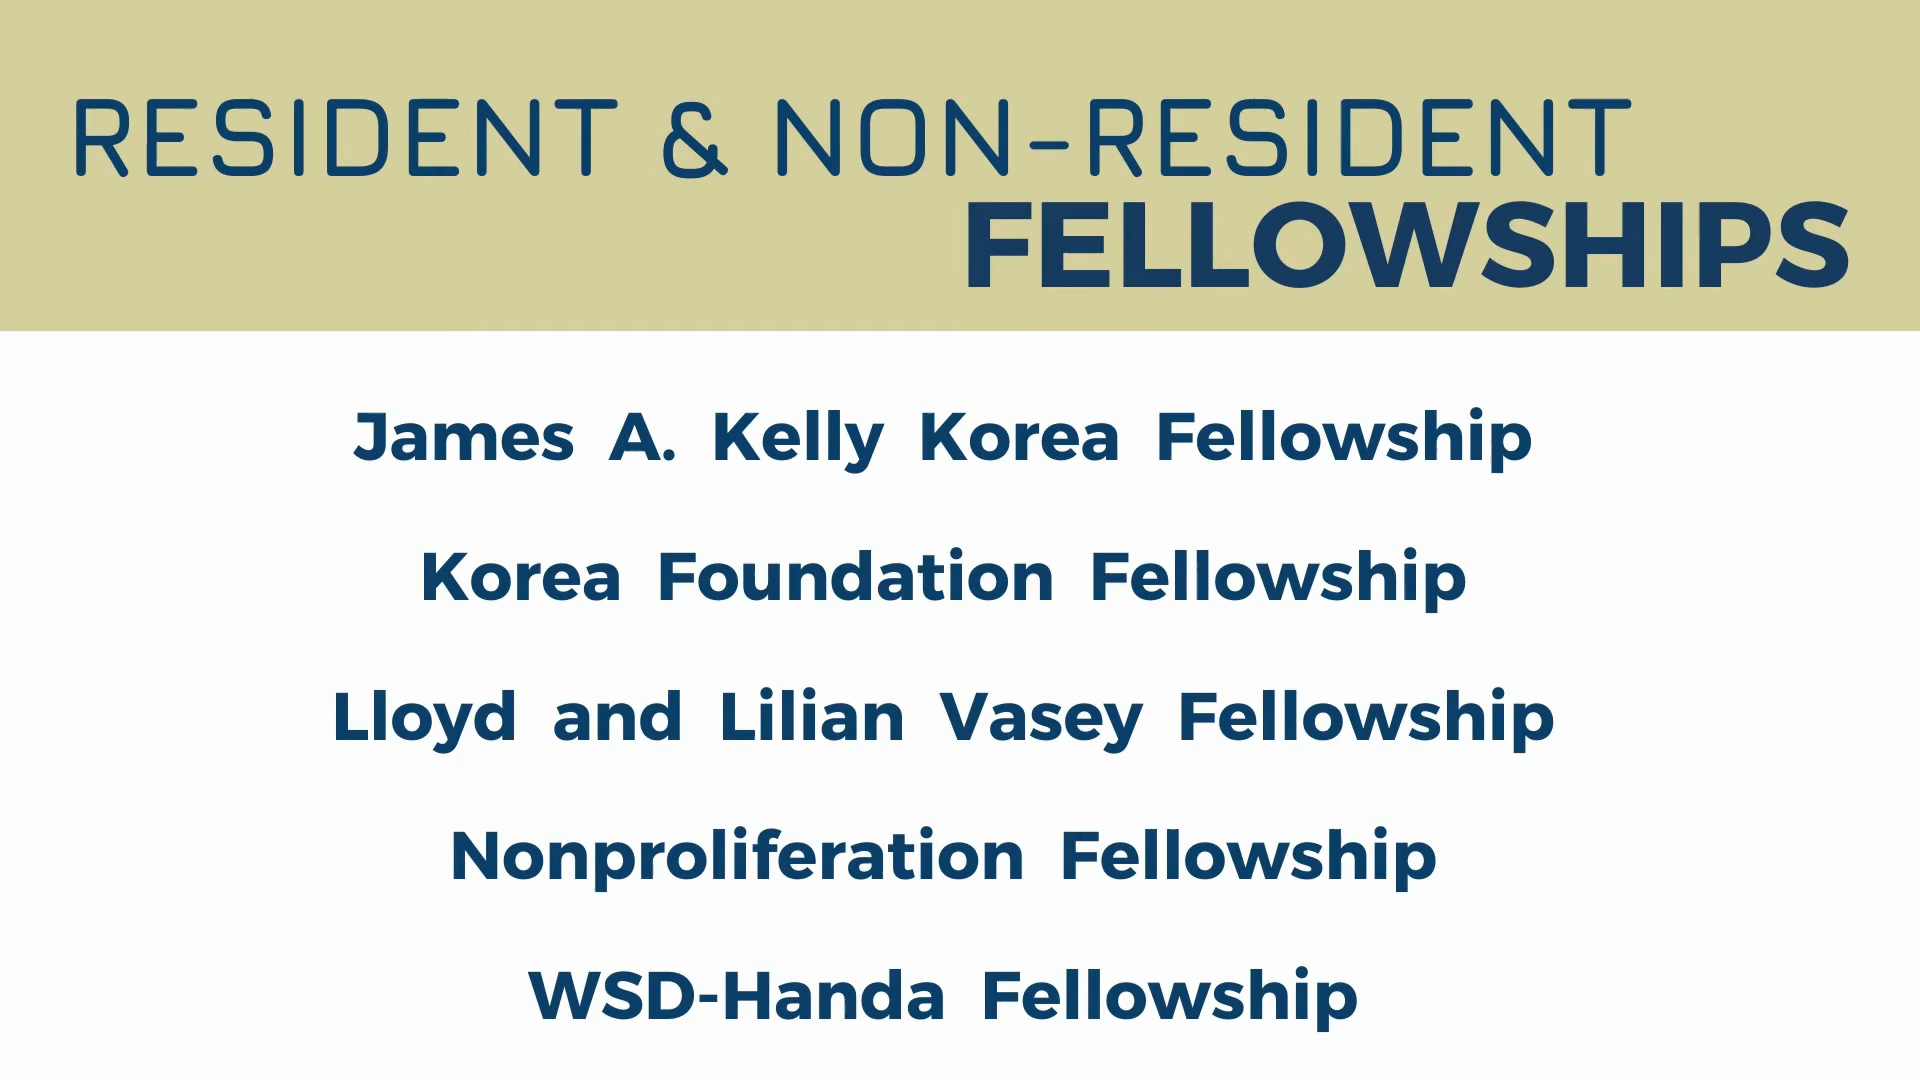 RESIDENT & NON-RESIDENT
FELLOWSHIPS
James A. Kelly Korea Fellowship
Korea Foundation Fellowship
Lloyd and Lilian Vasey Fellowship
Nonproliferation Fellowship
WSD-Handa Fellowship